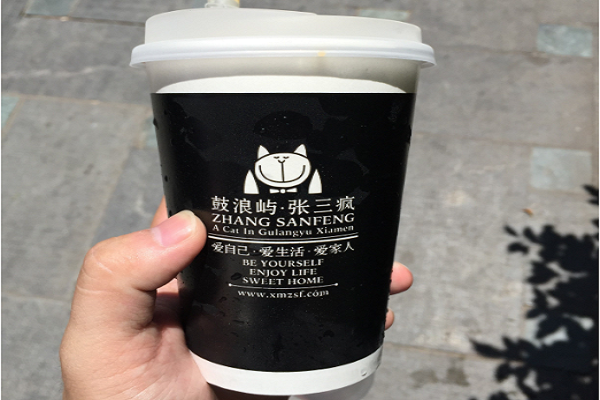 鼓浪屿·张三疯
ZHANG SANFENG
A Cat In Gulangyu Xiamen
爱自己·爱生活·爱家人
BE YOURSELF
ENJOY LIFE
SWEET HOME
www.xmzsf.com